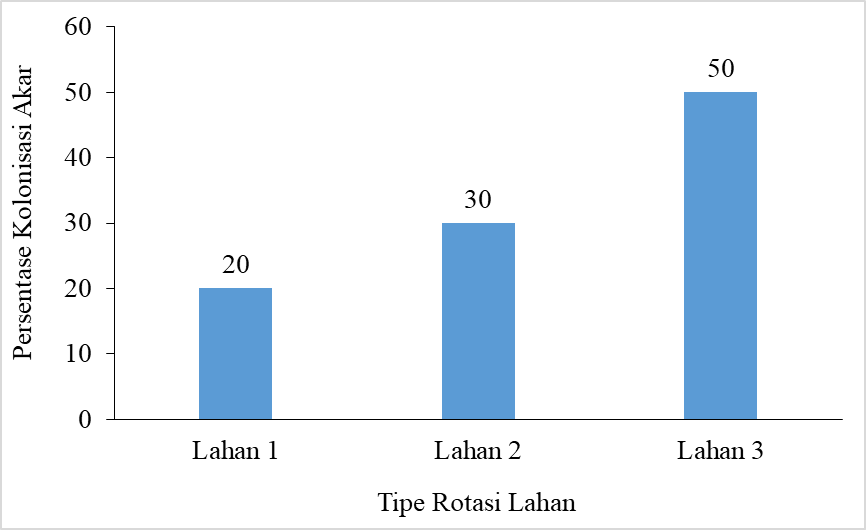 Persentase Kolonisasi Akar
60
50
40
30
20
10
0
20
30
50
Lahan 1
Lahan 2
Lahan 3
Tipe Rotasi Lahan